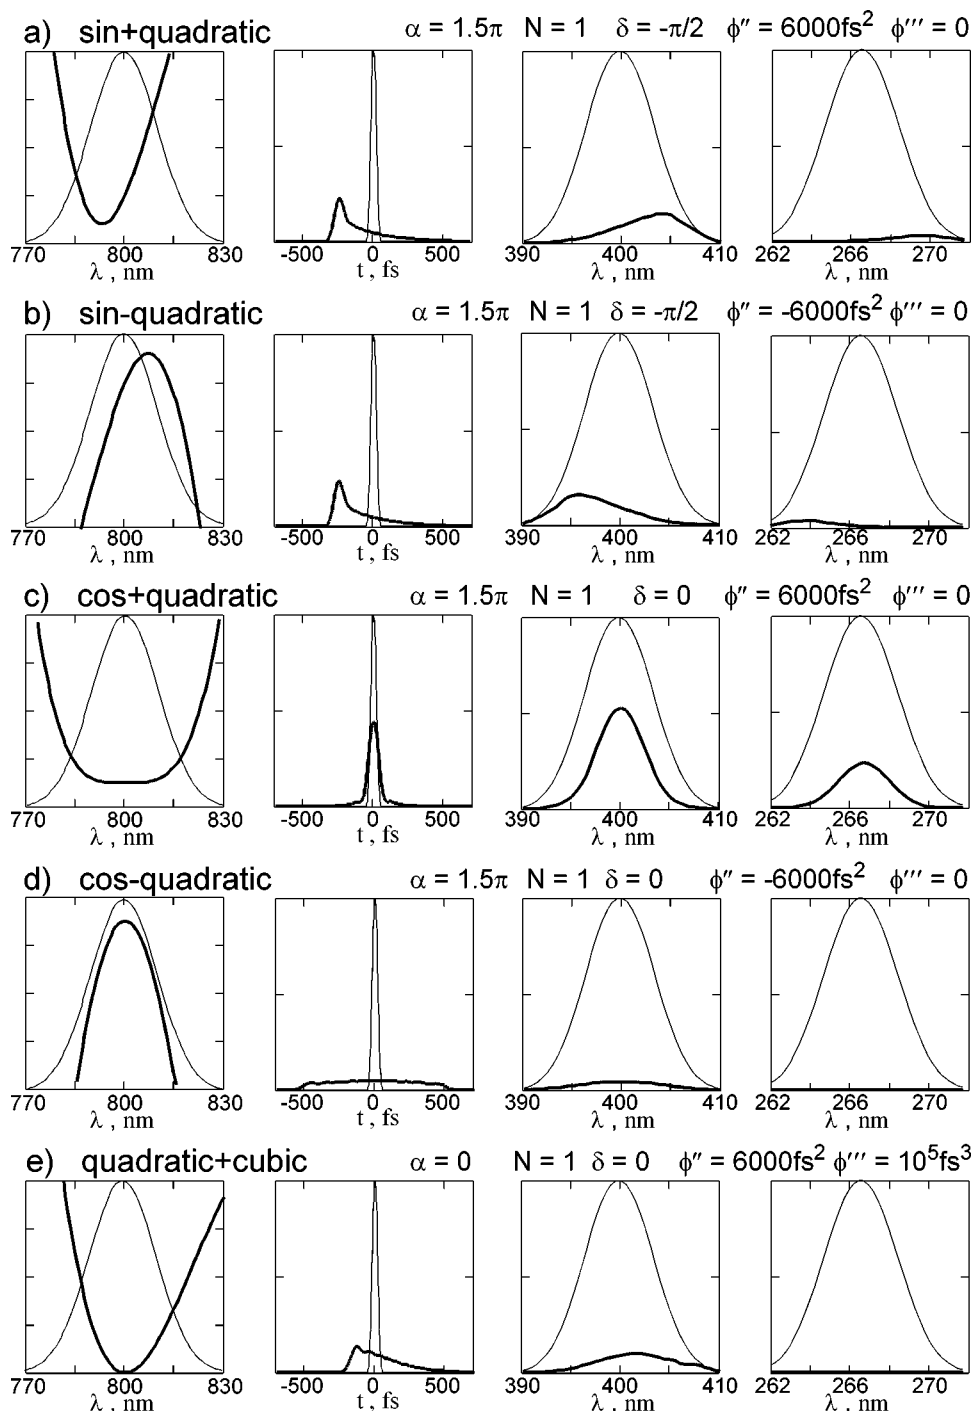 a) sin+quadratic α = 1.5π N = 1 δ = -π/2 ϕ″ = 6000fs² ϕ‴ = 0
770 800 830 -500 0 500 390 400 410 262 266 270
λ , nm t , fs λ , nm λ , nm
b) sin-quadratic α = 1.5π N = 1 δ = -π/2 ϕ″ = -6000fs² ϕ‴ = 0
770 800 830 -500 0 500 390 400 410 262 266 270
λ , nm t , fs λ , nm λ , nm
c) cos+quadratic α = 1.5π N = 1 δ = 0 ϕ″ = 6000fs² ϕ‴ = 0
770 800 830 -500 0 500 390 400 410 262 266 270
λ , nm t , fs λ , nm λ , nm
d) cos-quadratic α = 1.5π N = 1 δ = 0 ϕ″ = -6000fs² ϕ‴ = 0
770 800 830 -500 0 500 390 400 410 262 266 270
λ , nm t , fs λ , nm λ , nm
e) quadratic+cubic α = 0 N = 1 δ = 0 ϕ″ = 6000fs² ϕ‴ = 10⁵fs³
770 800 830 -500 0 500 390 400 410 262 266 270
λ , nm t , fs λ , nm λ , nm